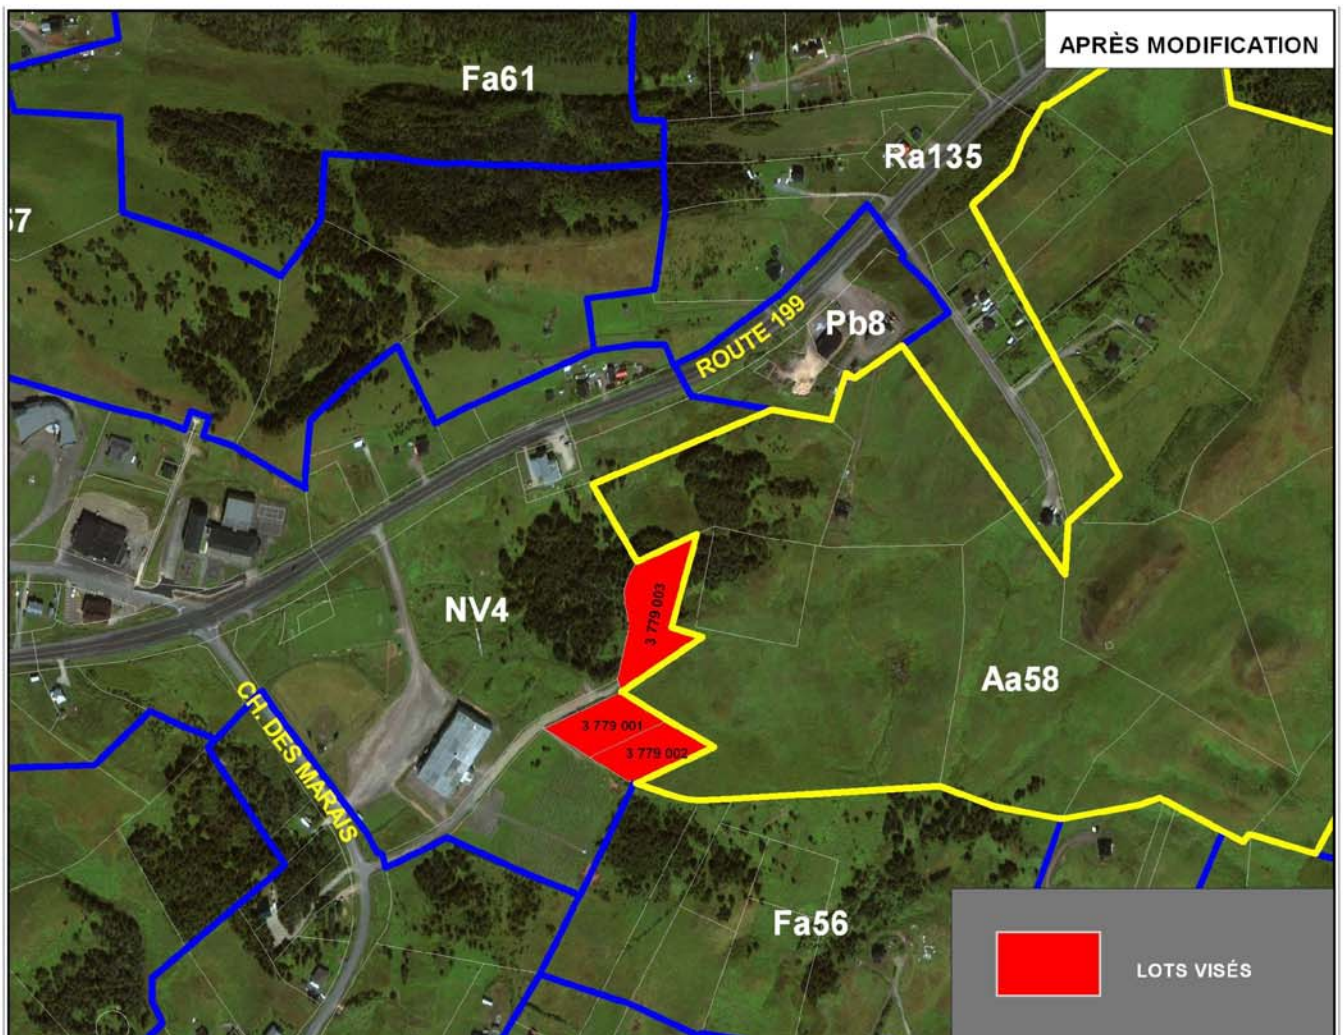 APRÈS MODIFICATION
Fa61
Ra135
57
Pb8
ROUTE 199
NV4
3 779 003
Aa58
CH. DES MARAIS
3 779 001
3 779 002
Fa56
LOTS VISÉS